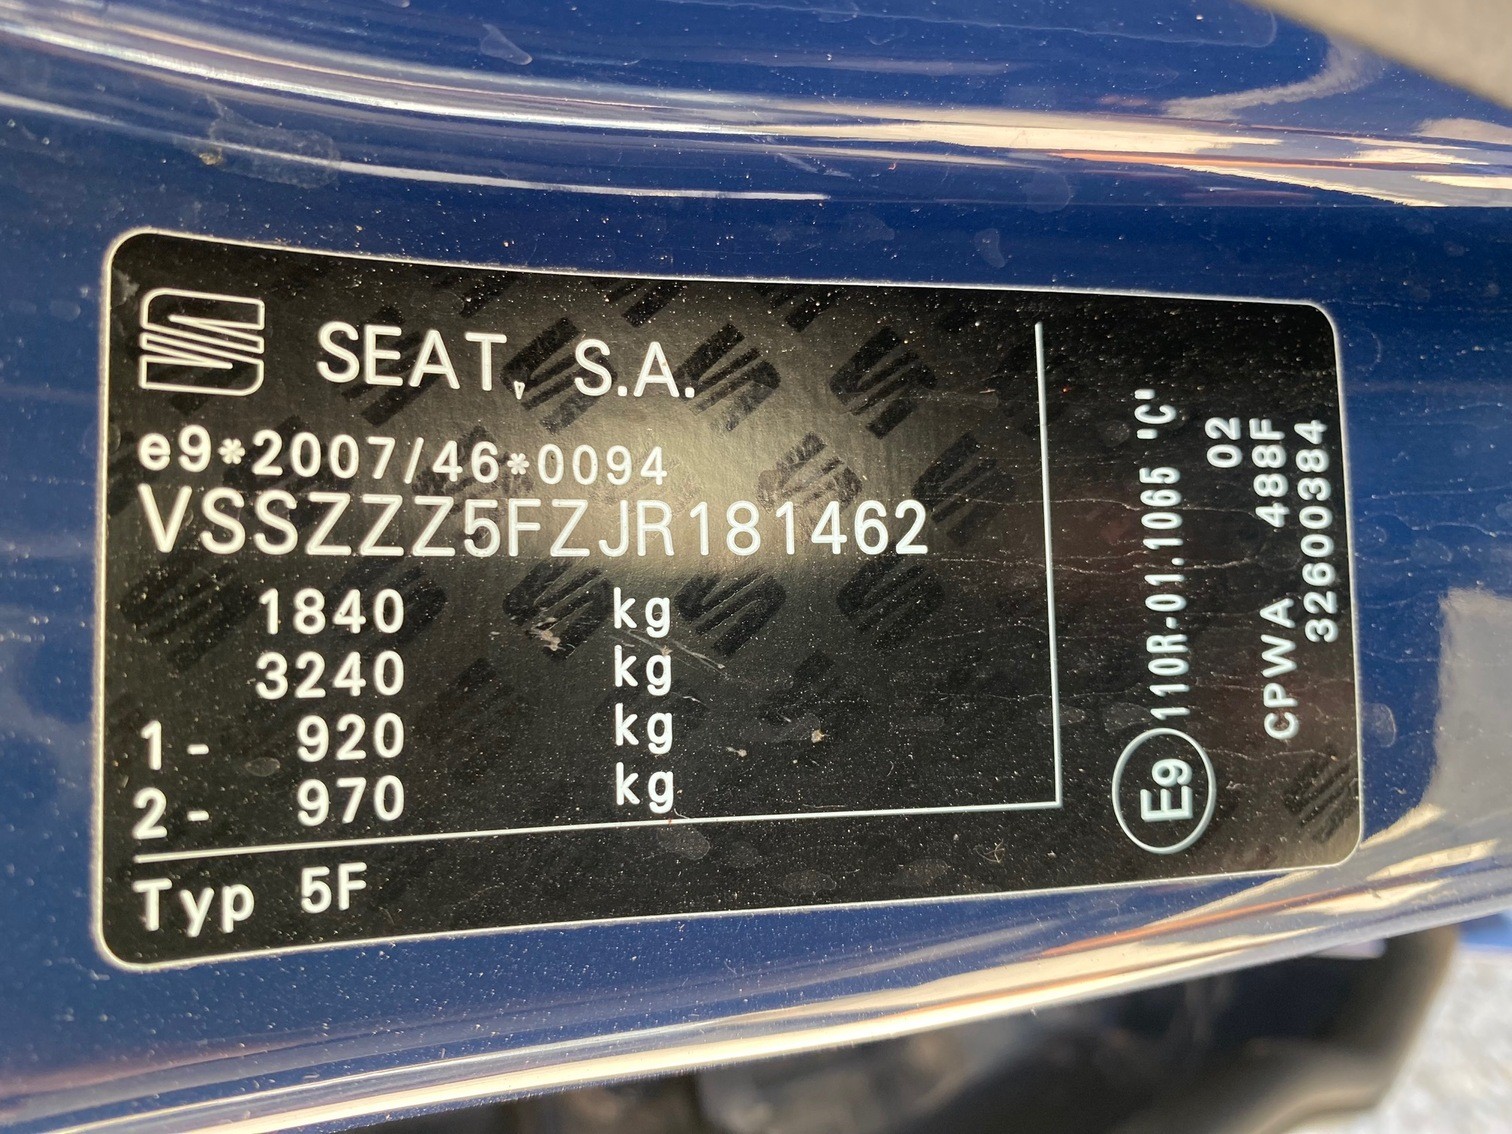 SEAT, S.A.
e9*2007/46*0094
VSSZZZ5FZJR181462
1840 kg
3240 kg
1- 920 kg
2- 970 kg
Typ 5F
E9 110R-01.1065 "C"
02
CPWA 488F
32600384